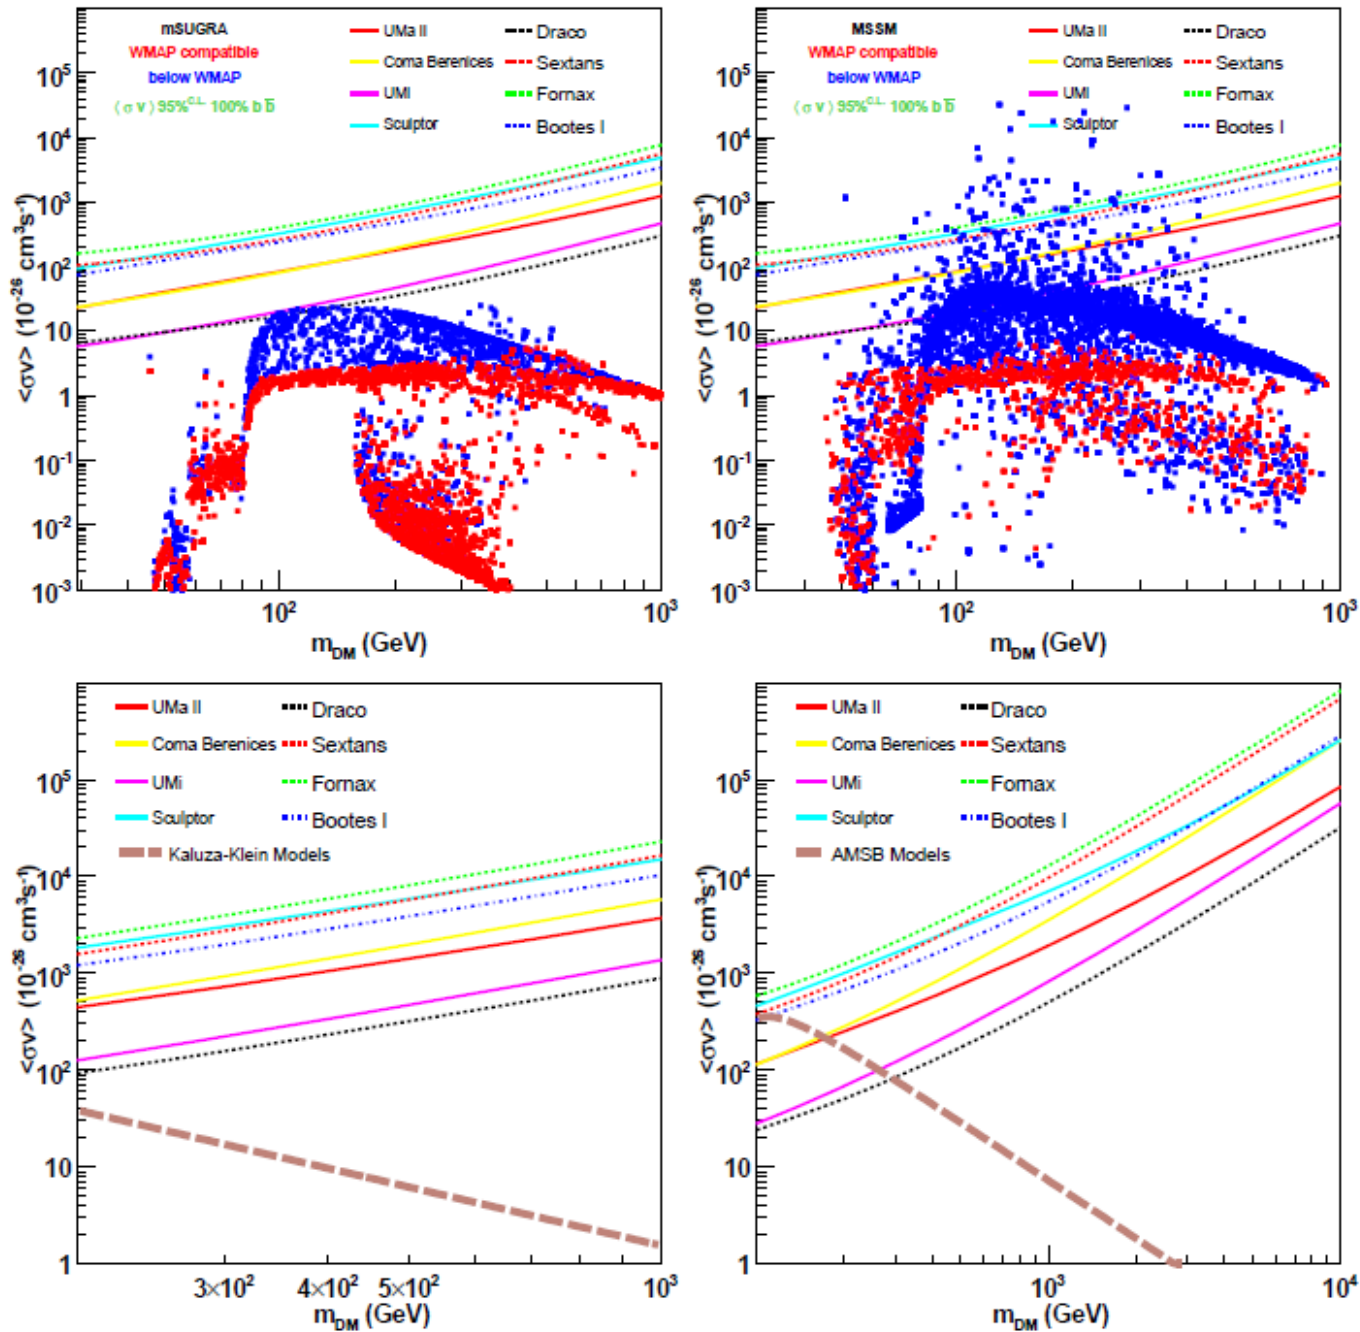 mSUGRA
WMAP compatible
below WMAP
⟨σ v⟩ 95%C.L. 100% b b̅
UMa II
Coma Berenices
UMi
Sculptor
Draco
Sextans
Fornax
Bootes I
<σv> (10⁻²⁶ cm³s⁻¹)
10⁵
10⁴
10³
10²
10
1
10⁻¹
10⁻²
10⁻³
10²
10³
m_DM (GeV)
MSSM
WMAP compatible
below WMAP
⟨σ v⟩ 95%C.L. 100% b b̅
UMa II
Coma Berenices
UMi
Sculptor
Draco
Sextans
Fornax
Bootes I
<σv> (10⁻²⁶ cm³s⁻¹)
10⁵
10⁴
10³
10²
10
1
10⁻¹
10⁻²
10⁻³
10²
10³
m_DM (GeV)
UMa II
Coma Berenices
UMi
Sculptor
Draco
Sextans
Fornax
Bootes I
Kaluza-Klein Models
<σv> (10⁻²⁶ cm³s⁻¹)
10⁵
10⁴
10³
10²
10
1
3×10²
4×10²
5×10²
10³
m_DM (GeV)
UMa II
Coma Berenices
UMi
Sculptor
Draco
Sextans
Fornax
Bootes I
AMSB Models
<σv> (10⁻²⁶ cm³s⁻¹)
10⁵
10⁴
10³
10²
10
1
10³
10⁴
m_DM (GeV)